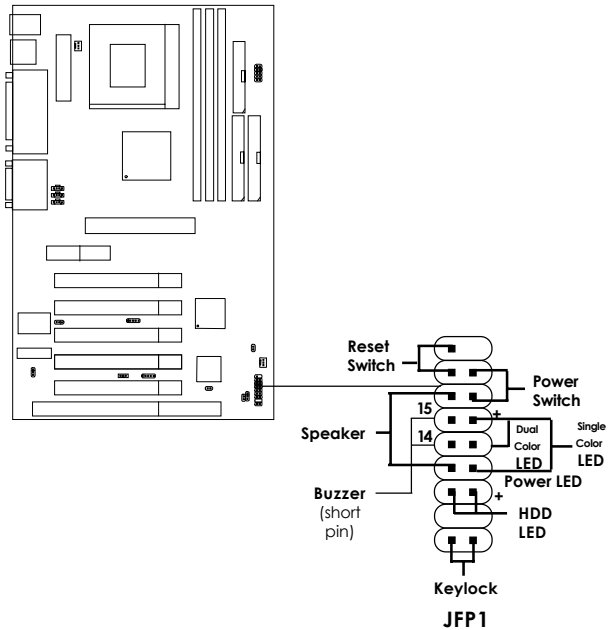 Reset
Switch
Power
Switch
15
+
Dual
Color
LED
Single
Color
LED
Speaker
14
Power LED
Buzzer
(short
pin)
+
HDD
LED
Keylock
JFP1